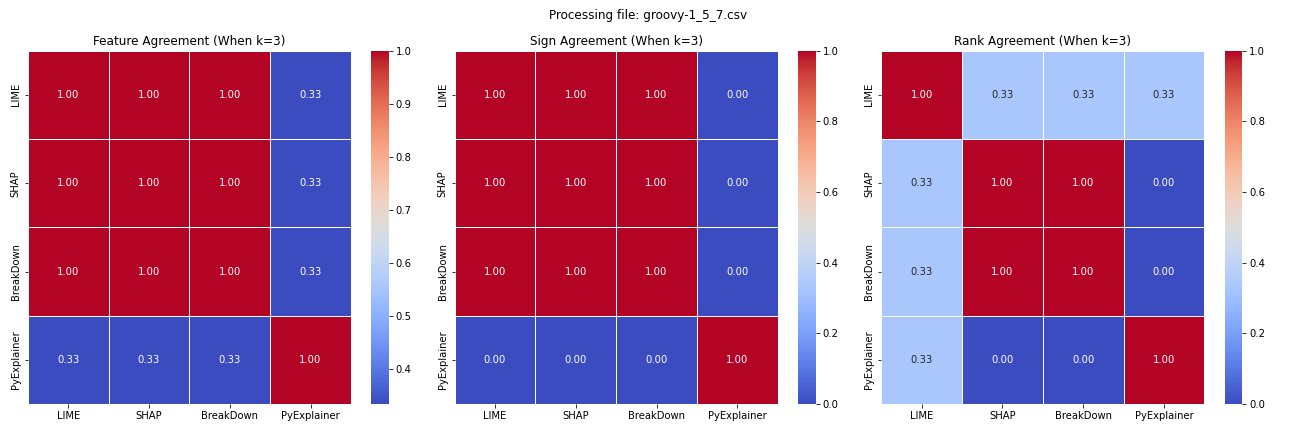 Processing file: groovy-1_5_7.csv
Feature Agreement (When k=3)
LIME
SHAP
BreakDown
PyExplainer
1.00 1.00 1.00 0.33
1.00 1.00 1.00 0.33
1.00 1.00 1.00 0.33
0.33 0.33 0.33 1.00
LIME SHAP BreakDown PyExplainer
1.0
0.9
0.8
0.7
0.6
0.5
0.4
Sign Agreement (When k=3)
LIME
SHAP
BreakDown
PyExplainer
1.00 1.00 1.00 0.00
1.00 1.00 1.00 0.00
1.00 1.00 1.00 0.00
0.00 0.00 0.00 1.00
LIME SHAP BreakDown PyExplainer
1.0
0.8
0.6
0.4
0.2
0.0
Rank Agreement (When k=3)
LIME
SHAP
BreakDown
PyExplainer
1.00 0.33 0.33 0.33
0.33 1.00 1.00 0.00
0.33 1.00 1.00 0.00
0.33 0.00 0.00 1.00
LIME SHAP BreakDown PyExplainer
1.0
0.8
0.6
0.4
0.2
0.0